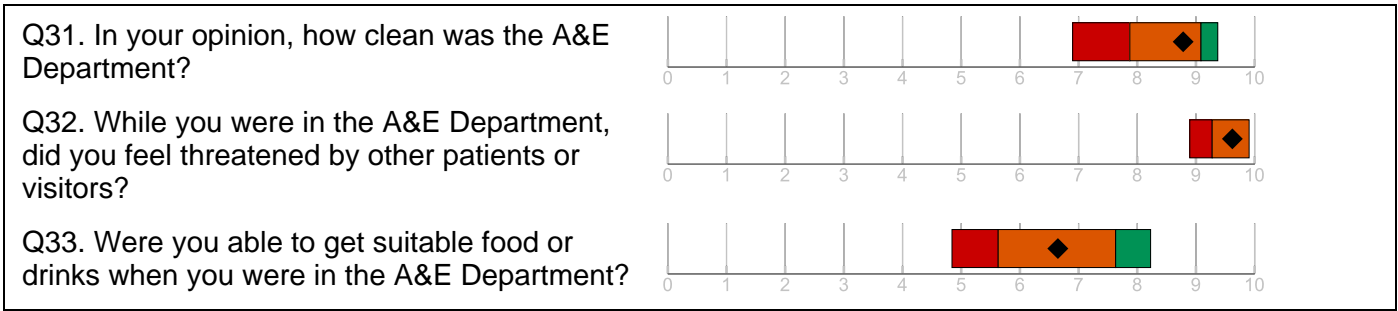 Q31. In your opinion, how clean was the A&E
Department?
0 1 2 3 4 5 6 7 8 9 10
Q32. While you were in the A&E Department,
did you feel threatened by other patients or
visitors?
0 1 2 3 4 5 6 7 8 9 10
Q33. Were you able to get suitable food or
drinks when you were in the A&E Department?
0 1 2 3 4 5 6 7 8 9 10